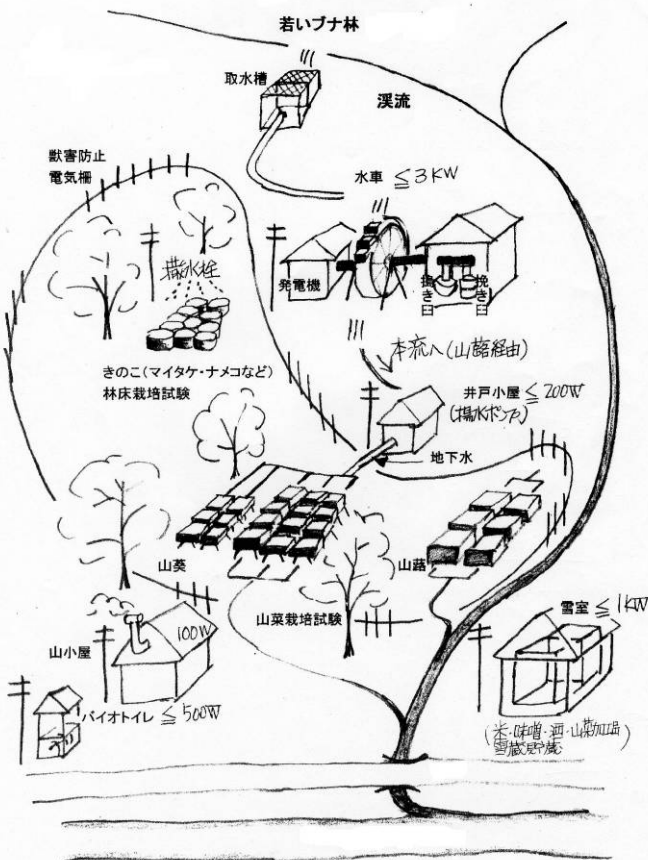 若いブナ林
取水槽
渓流
獣害防止
電気柵
水車 ≦3KW
撒水栓
発電機
挽き臼
挽き臼
本流へ(山蕗経由)
きのこ(マイタケ・ナメコなど)
林床栽培試験
井戸小屋 ≦200W
(揚水ポンプ)
地下水
山葵
山蕗
山菜栽培試験
雪室 ≦1KW
山小屋
100W
バイオトイレ ≦500W
(米・味噌・酒・山菜加工品
雪蔵貯蔵)